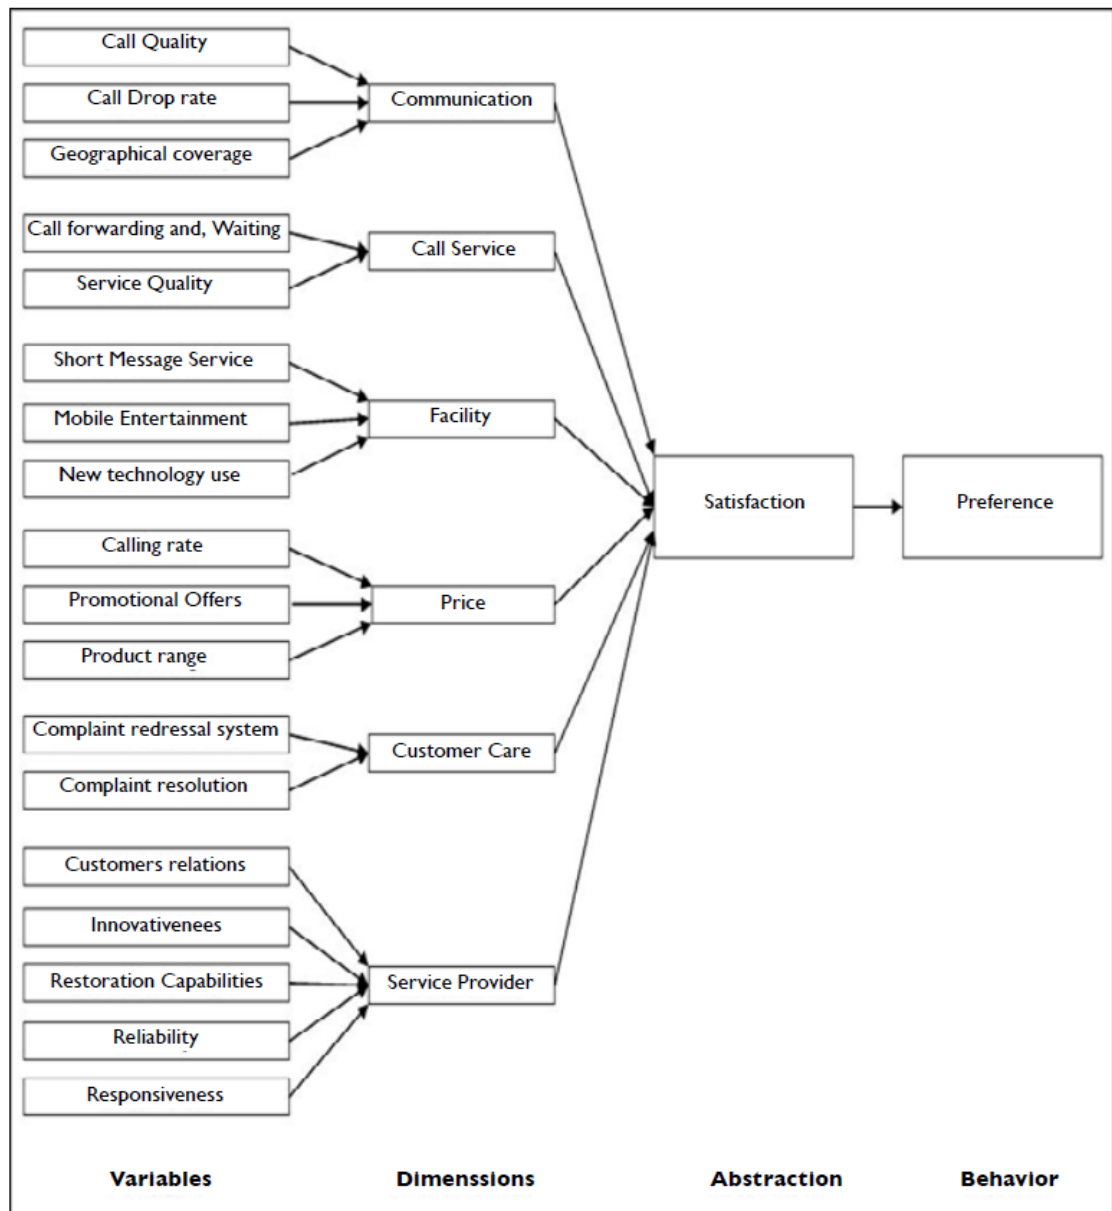 Call Quality
Call Drop rate
Geographical coverage
Communication
Call forwarding and, Waiting
Service Quality
Call Service
Short Message Service
Mobile Entertainment
New technology use
Facility
Calling rate
Promotional Offers
Product range
Price
Complaint redressal system
Complaint resolution
Customer Care
Customers relations
Innovativenees
Restoration Capabilities
Reliability
Responsiveness
Service Provider
Satisfaction
Preference
Variables
Dimenssions
Abstraction
Behavior